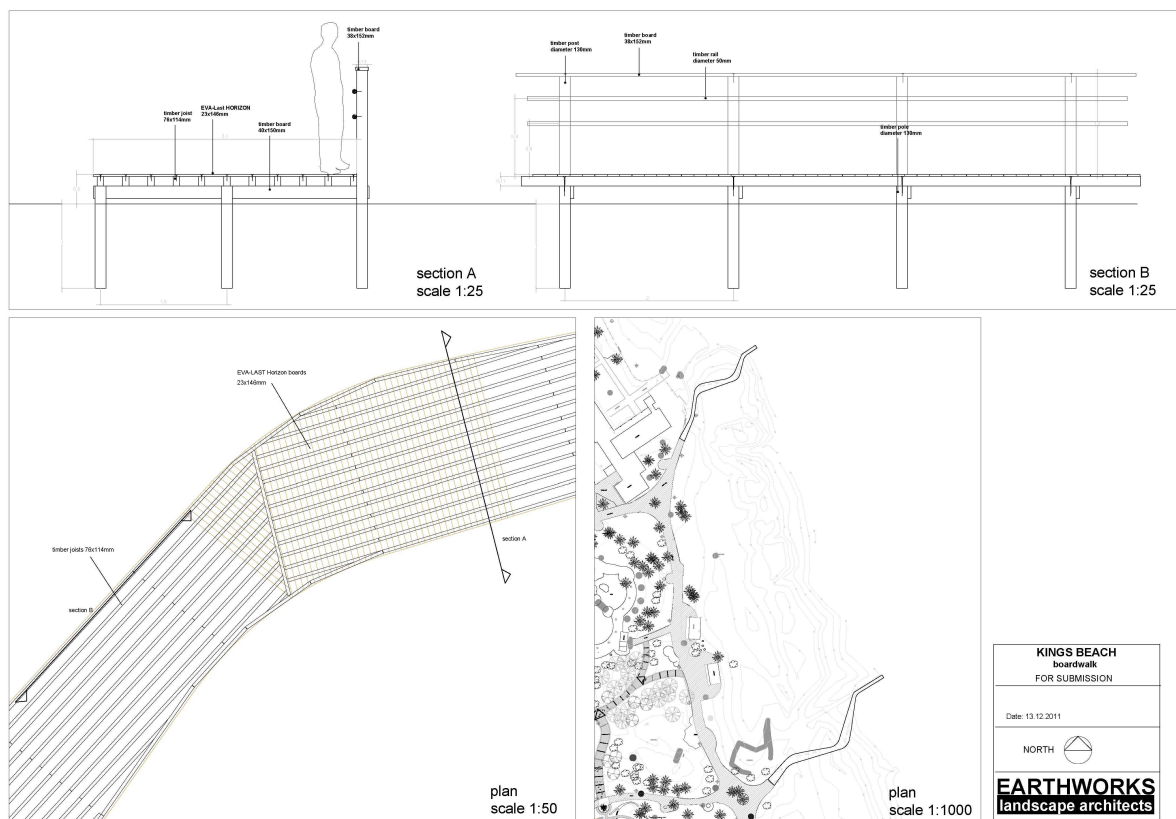 timber board
38x152mm
timber joist
76x114mm
EVA-Last HORIZON
23x146mm
timber board
40x150mm
section A
scale 1:25
timber post
diameter 130mm
timber board
38x152mm
timber rail
diameter 50mm
timber pole
diameter 130mm
section B
scale 1:25
EVA-LAST Horizon boards
23x146mm
timber joists 76x114mm
section B
section A
plan
scale 1:50
plan
scale 1:1000
KINGS BEACH
boardwalk
FOR SUBMISSION
Date: 13.12.2011
NORTH
EARTHWORKS
landscape architects